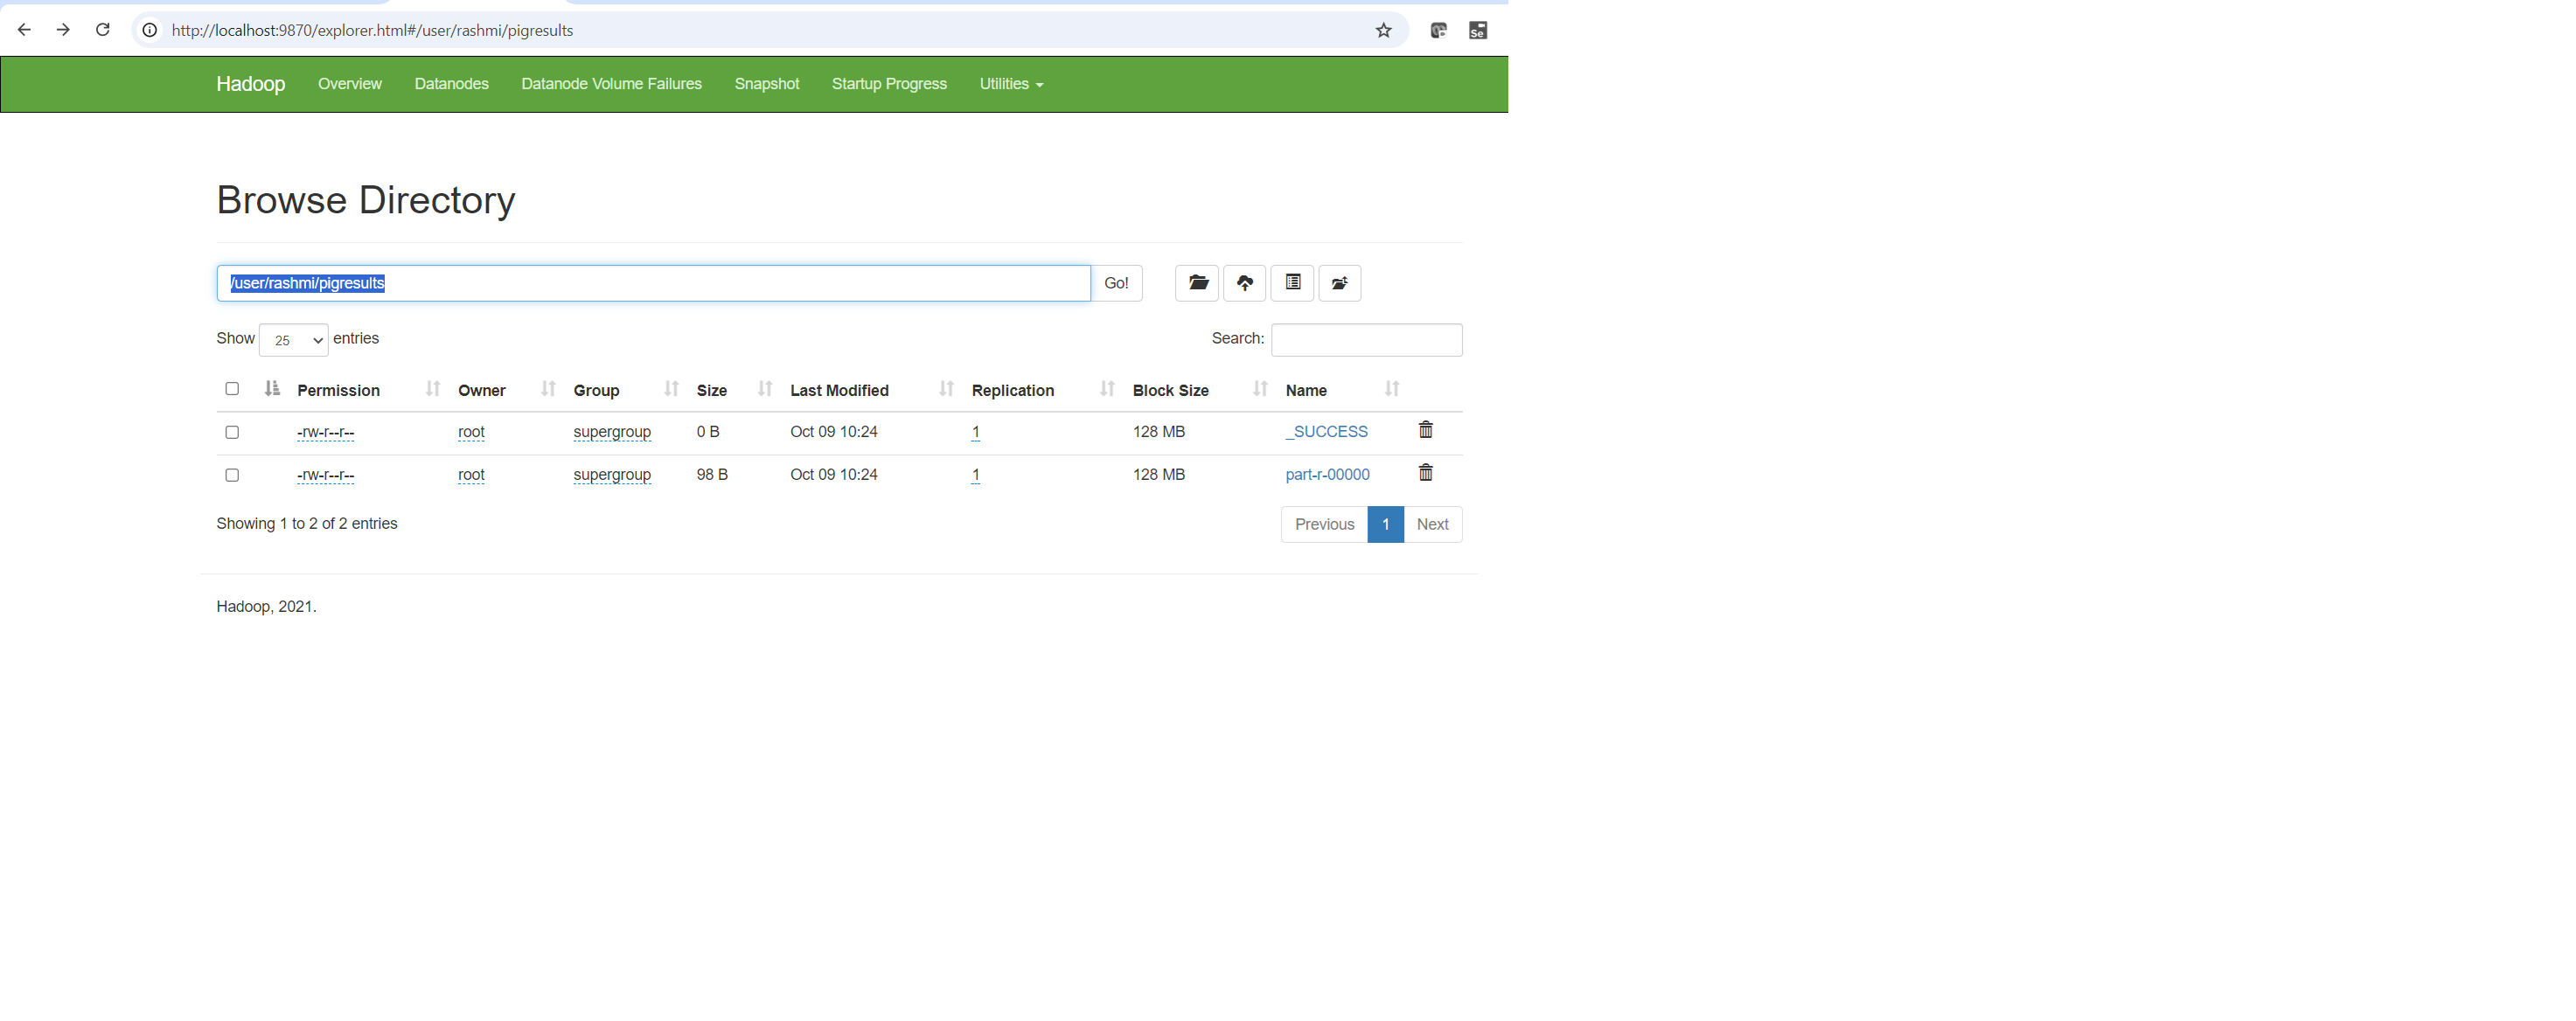 http://localhost:9870/explorer.html#/user/rashmi/pigresults
Se
Hadoop Overview Datanodes Datanode Volume Failures Snapshot Startup Progress Utilities
Browse Directory
/user/rashmi/pigresults Go!
Show 25 entries Search:
Permission Owner Group Size Last Modified Replication Block Size Name
-rw-r--r-- root supergroup 0 B Oct 09 10:24 1 128 MB _SUCCESS
-rw-r--r-- root supergroup 98 B Oct 09 10:24 1 128 MB part-r-00000
Showing 1 to 2 of 2 entries Previous 1 Next
Hadoop, 2021.